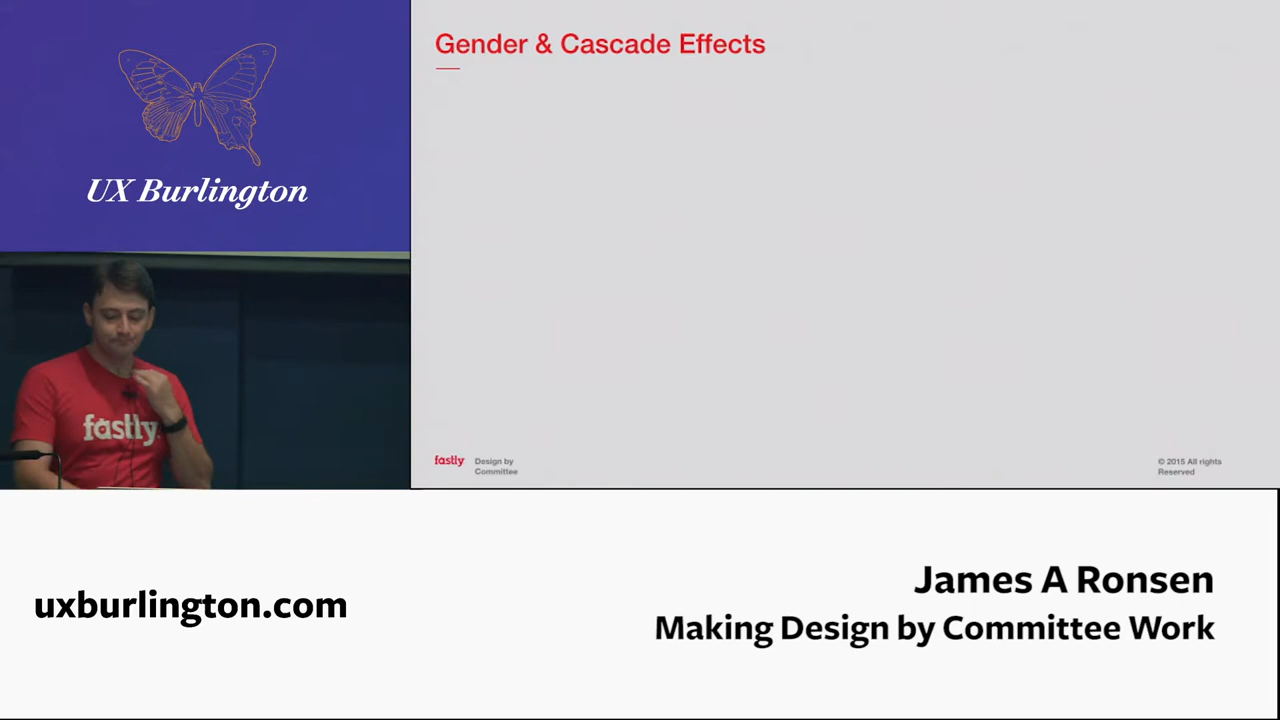 UX Burlington
Gender & Cascade Effects
fastly
fastly
Design by
Committee
© 2015 All rights
Reserved
uxburlington.com
James A Ronsen
Making Design by Committee Work